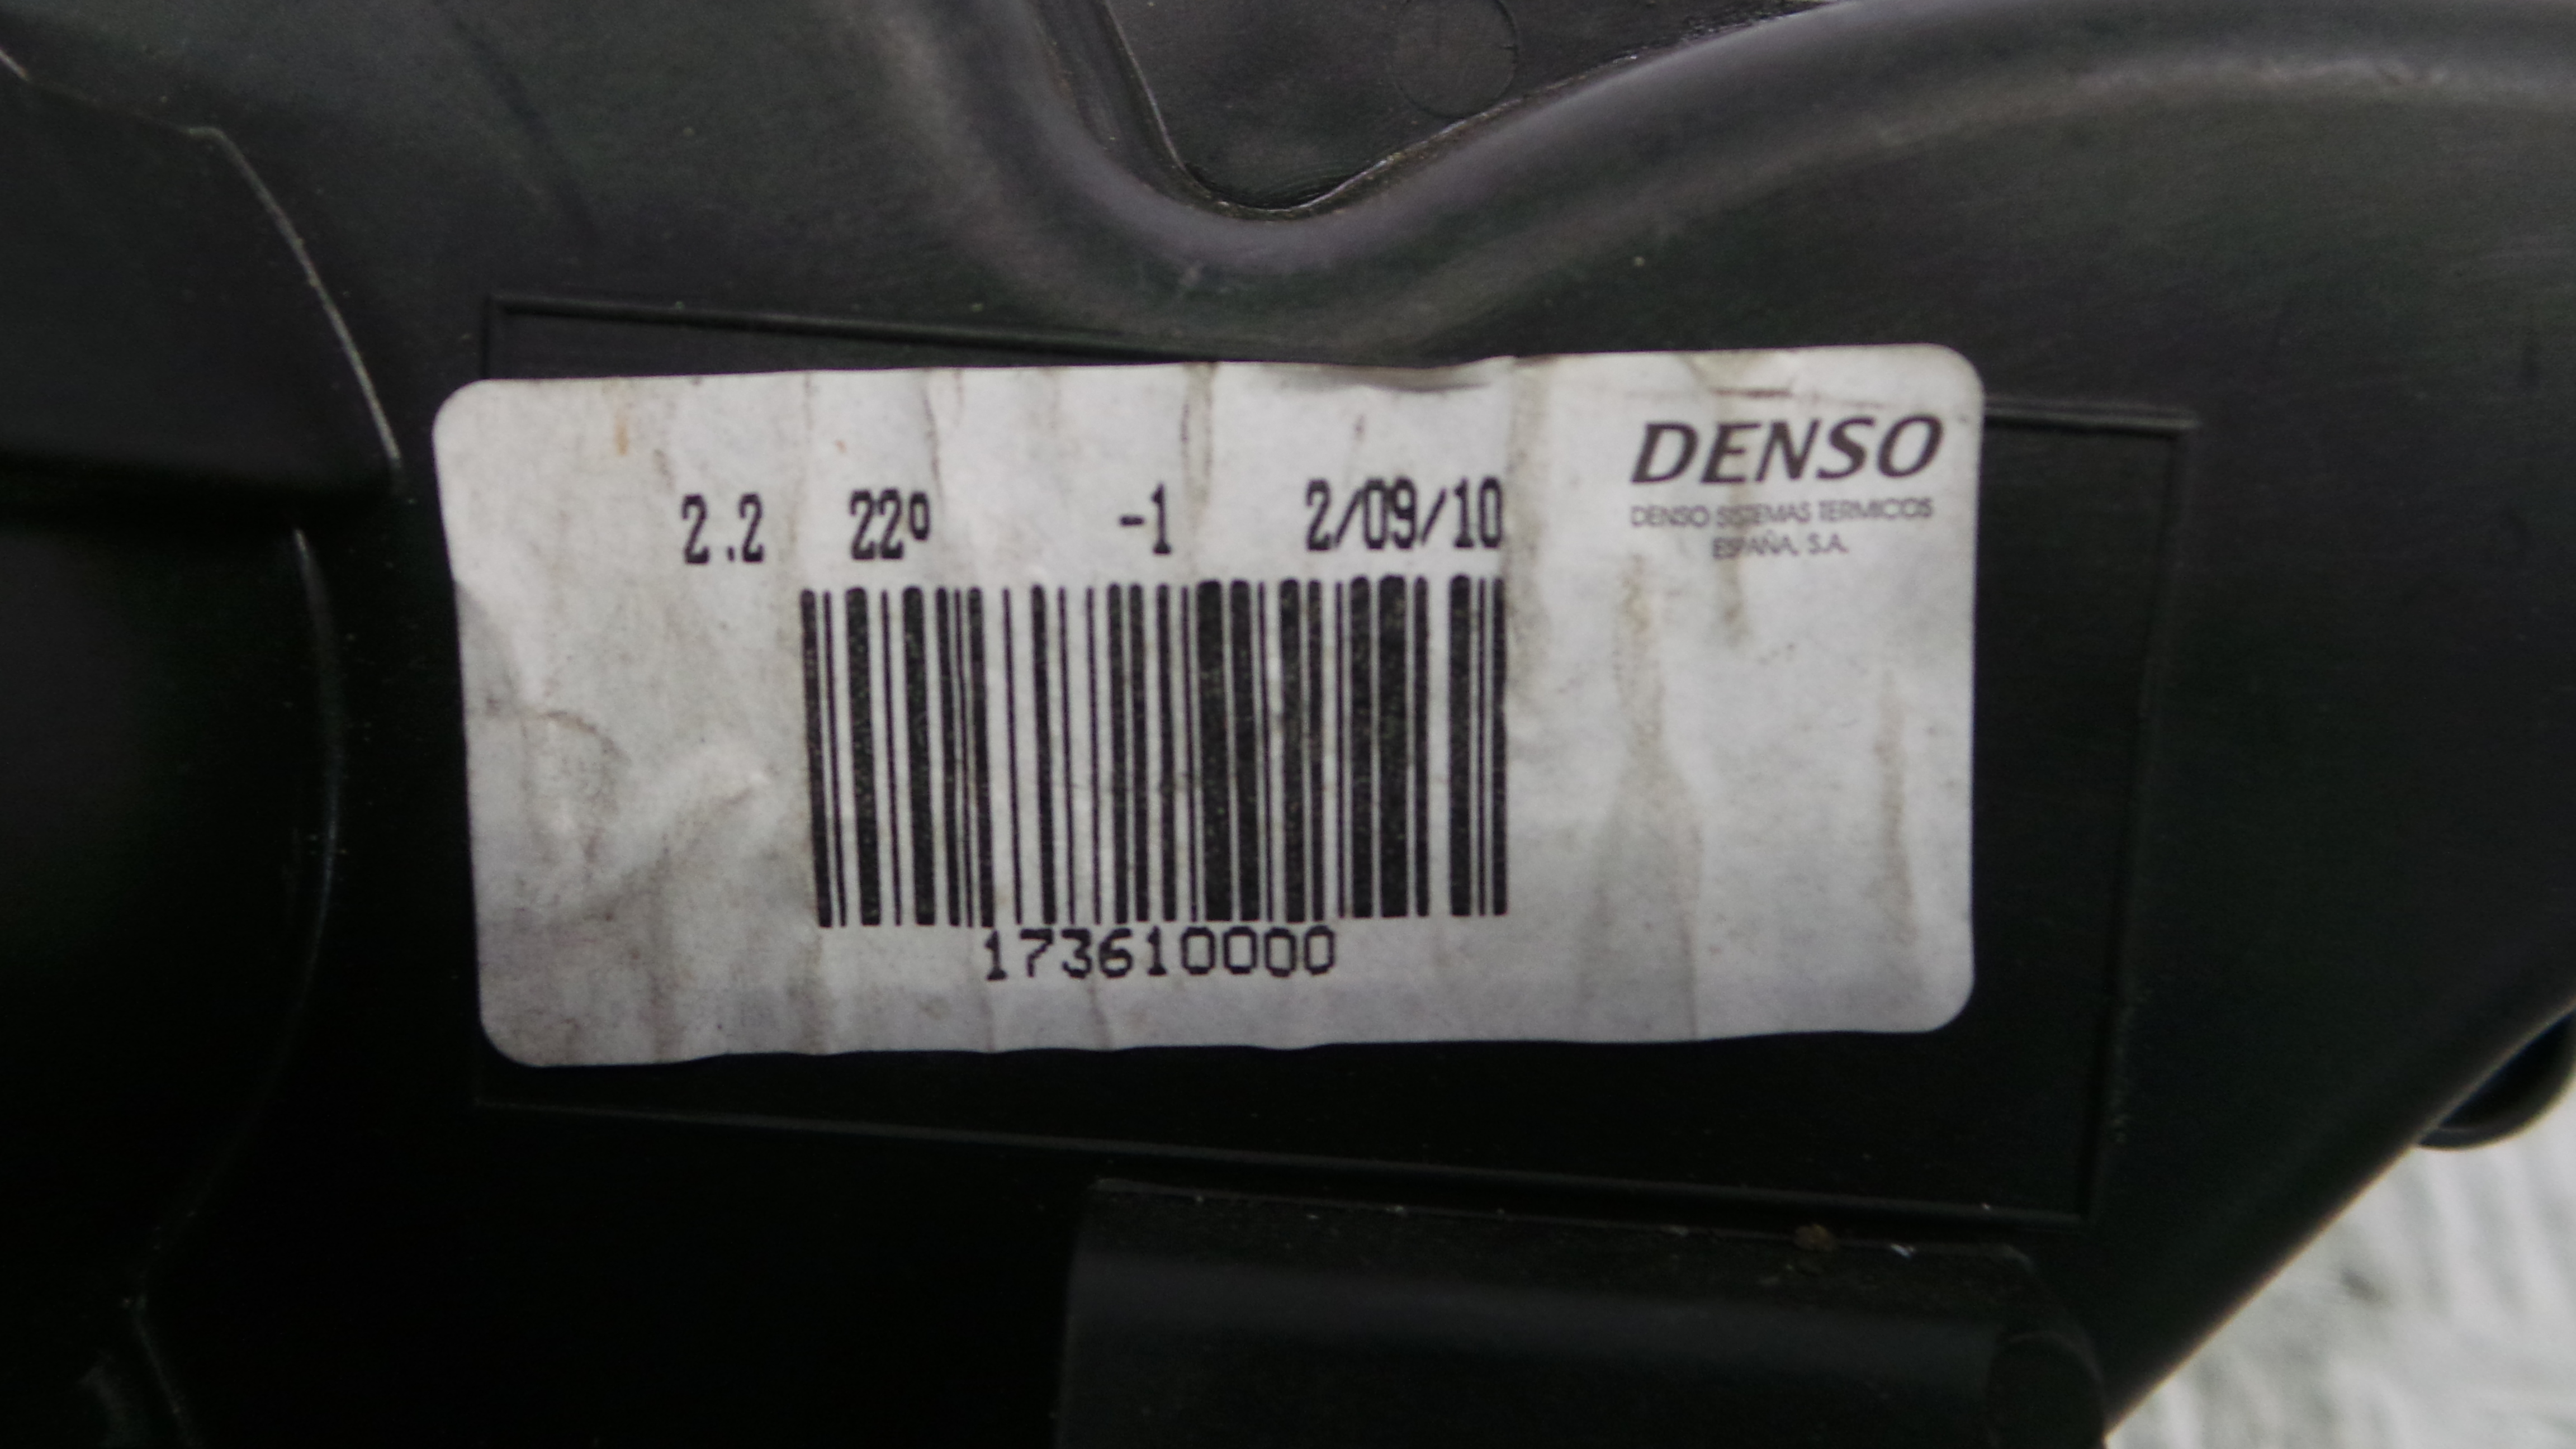 DENSO
DENSO SISTEMAS TERMICOS
ESPAÑA, S.A.
2.2 22º -1 2/09/10
173610000